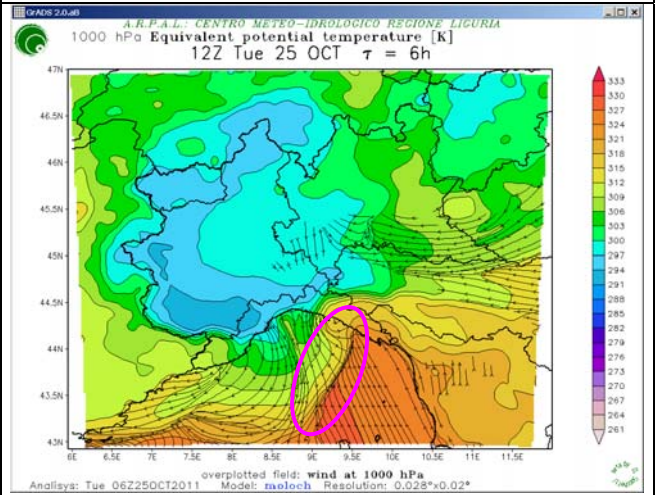 GrADS 2.0.a8
A.R.P.A.L.: CENTRO METEO-IDROLOGICO REGIONE LIGURIA
1000 hPa Equivalent potential temperature [K]
12Z Tue 25 OCT τ = 6h
47N
46.5N
46N
45.5N
45N
44.5N
44N
43.5N
43N
6E 6.5E 7E 7.5E 8E 8.5E 9E 9.5E 10E 10.5E 11E 11.5E
333
330
327
324
321
318
315
312
309
306
303
300
297
294
291
288
285
282
279
276
273
270
267
264
261
overplotted field: wind at 1000 hPa
Analisys: Tue 06Z25OCT2011 Model: moloch Resolution: 0.028°x0.02°